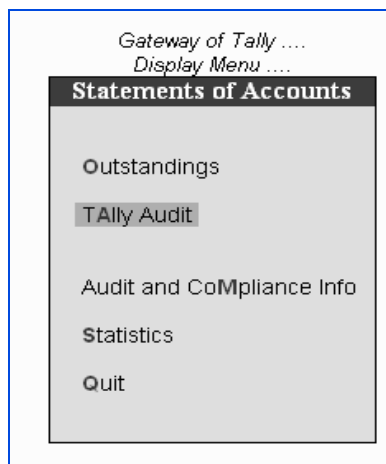 Gateway of Tally ....
Display Menu ....
Statements of Accounts
Outstandings
TAlly Audit
Audit and CoMpliance Info
Statistics
Quit